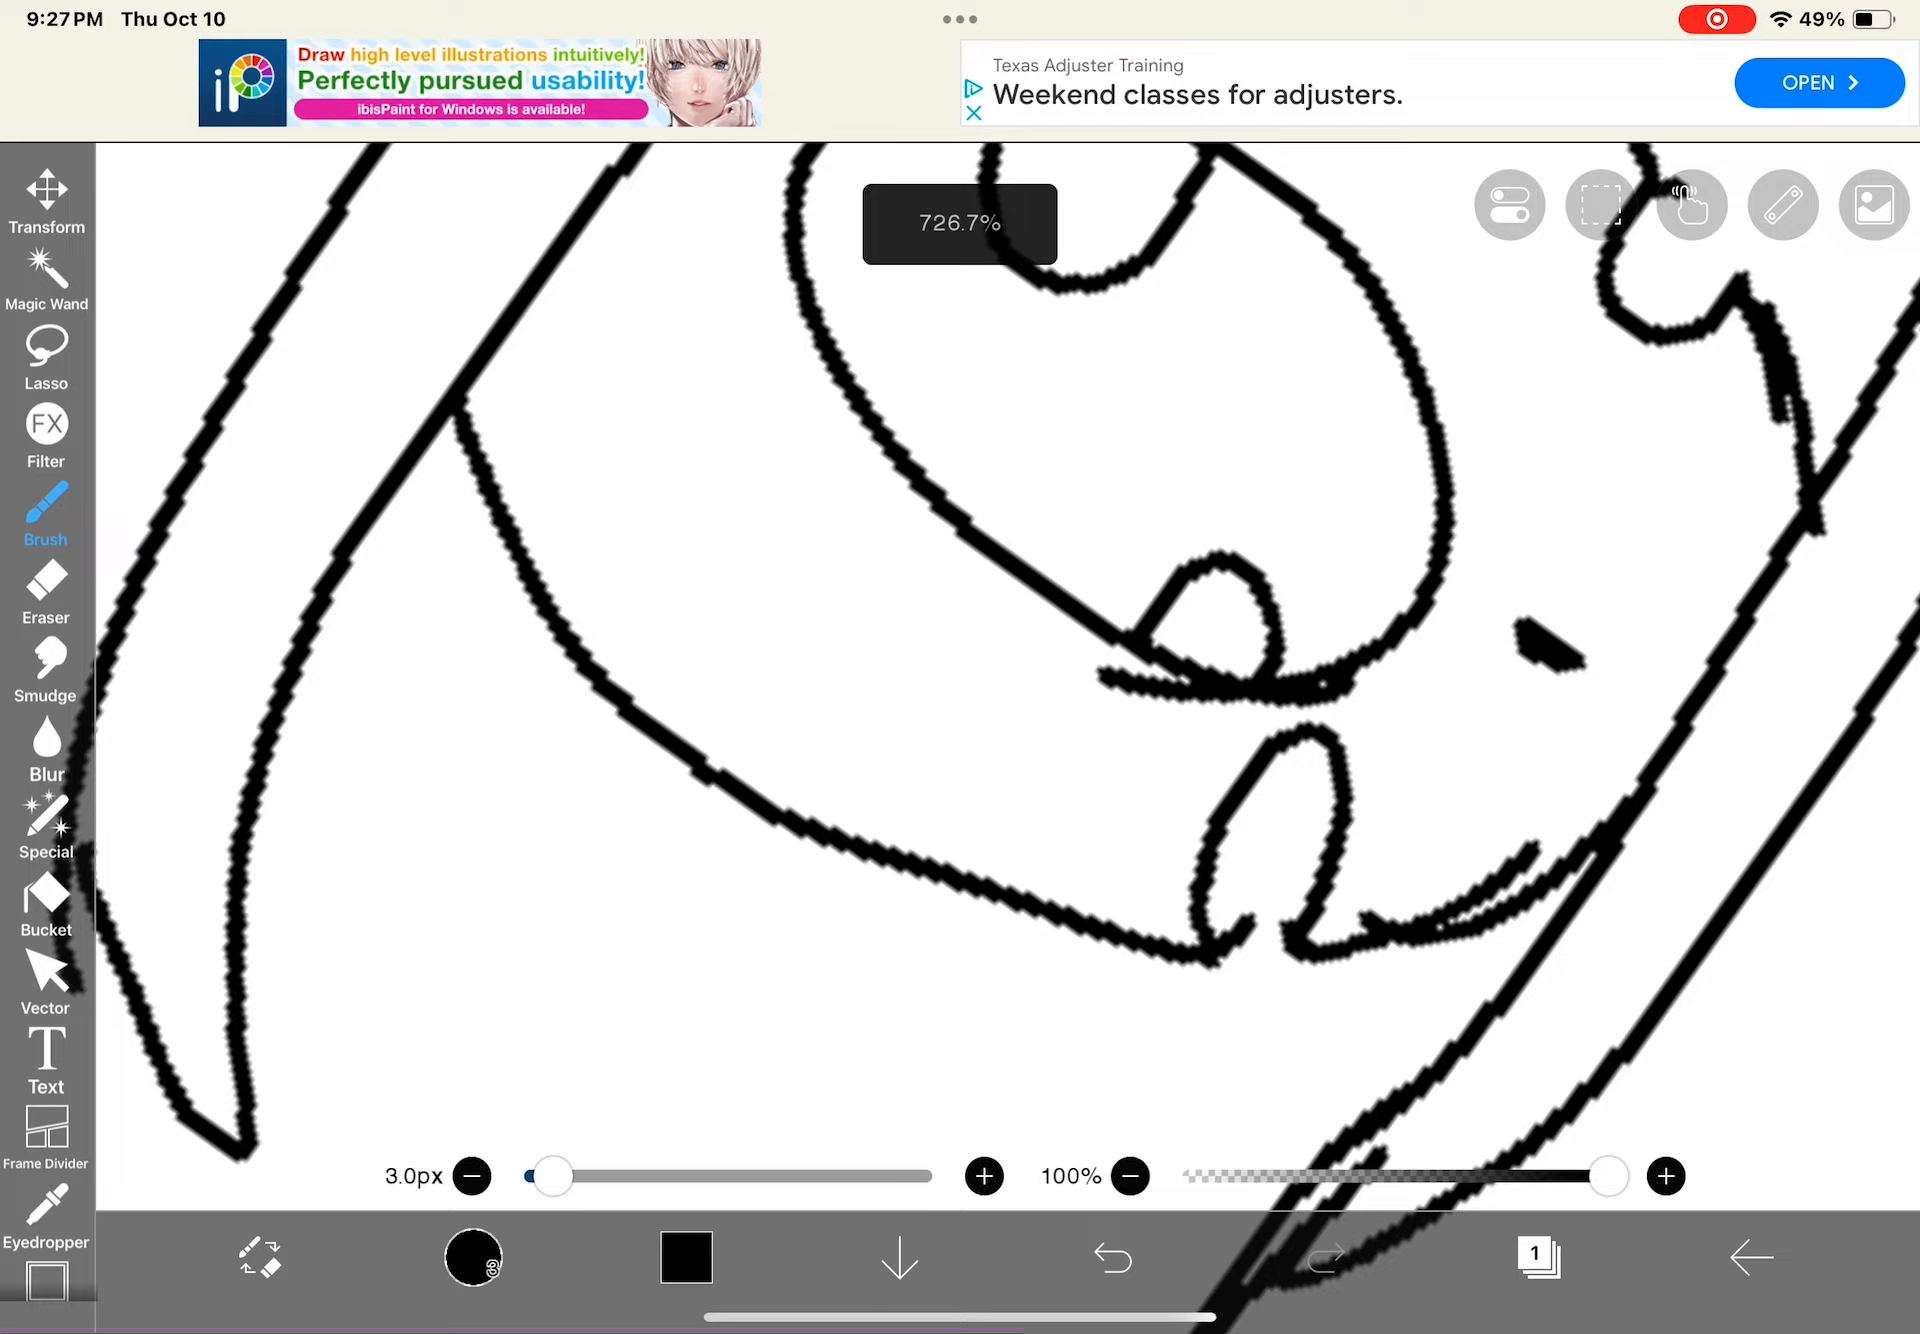 9:27 PM Thu Oct 10
49%
iP
Draw high level illustrations intuitively!
Perfectly pursued usability!
ibisPaint for Windows is available!
Texas Adjuster Training
Weekend classes for adjusters.
OPEN
Transform
726.7%
Magic Wand
Lasso
FX
Filter
Brush
Eraser
Smudge
Blur
Special
Bucket
Vector
T
Text
Frame Divider
3.0px
100%
Eyedropper
1